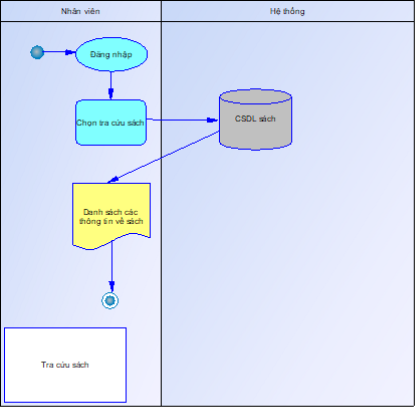 Nhân viên
Hệ thống
Đăng nhập
Chọn tra cứu sách
CSDL sách
Danh sách các
thông tin về sách
Tra cứu sách